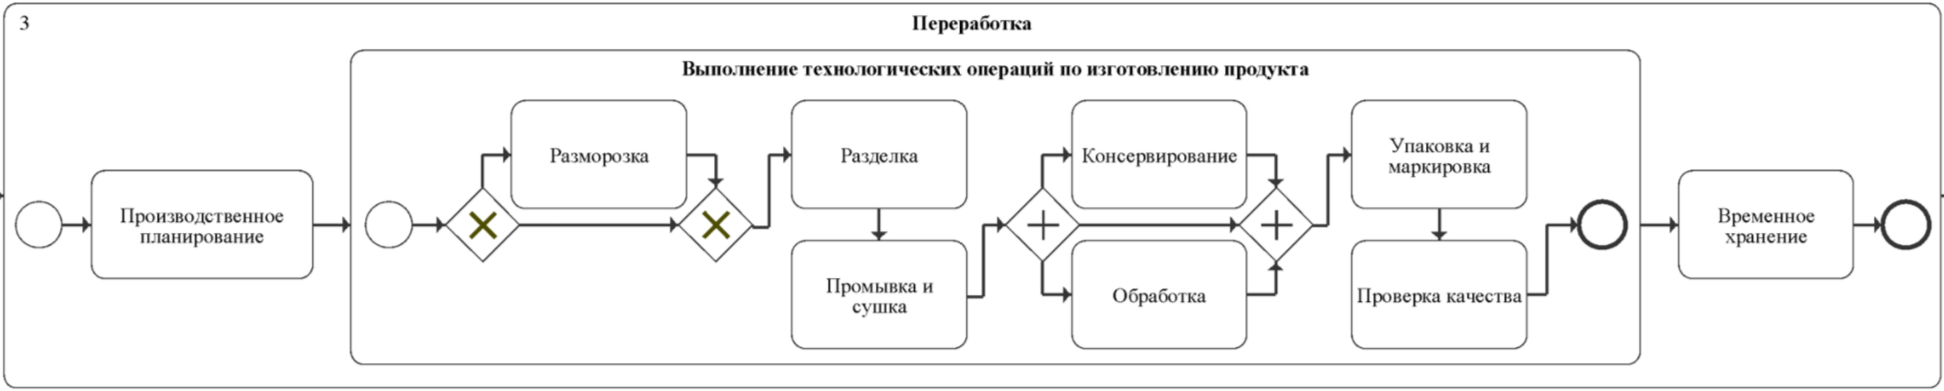 3
Переработка
Выполнение технологических операций по изготовлению продукта
Производственное
планирование
Разморозка
Разделка
Промывка и
сушка
Консервирование
Обработка
Упаковка и
маркировка
Проверка качества
Временное
хранение